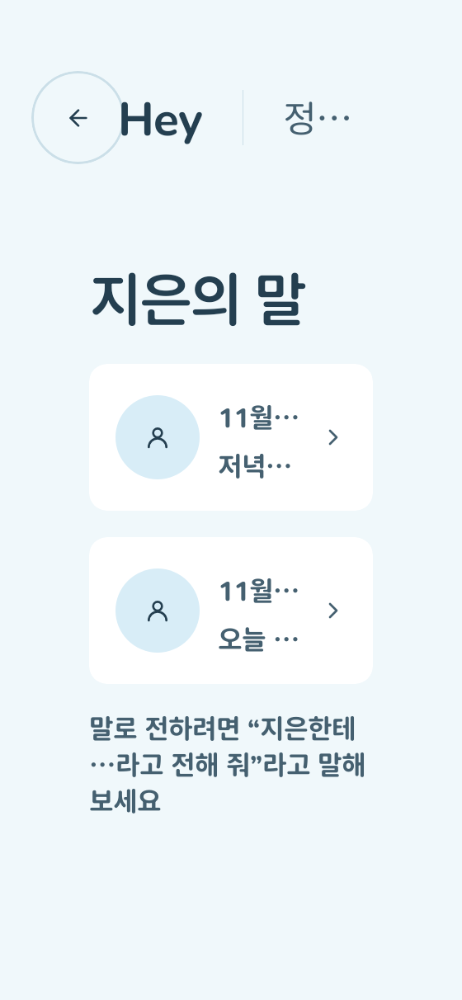 Hey
정…
지은의 말
11월…
저녁…
11월…
오늘 …
말로 전하려면 “지은한테
…라고 전해 줘”라고 말해
보세요